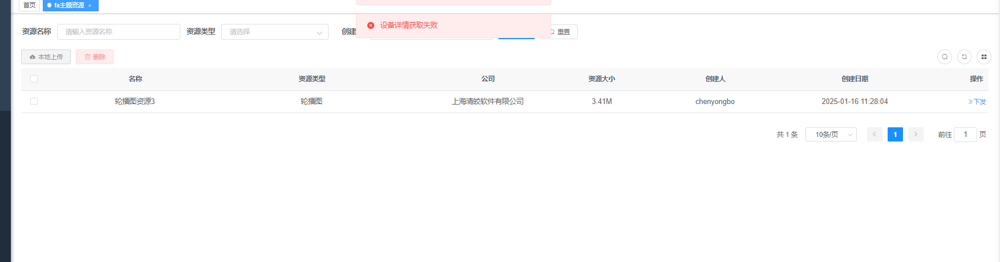 首页 fa主题资源 ×
设备详情获取失败
资源名称 请输入资源名称 资源类型 请选择 创建 重置
本地上传 删除
名称 资源类型 公司 资源大小 创建人 创建日期 操作
轮播图资源3 轮播图 上海清皎软件有限公司 3.41M chenyongbo 2025-01-16 11:28:04 下发
共 1 条 10条/页 1 前往 1 页